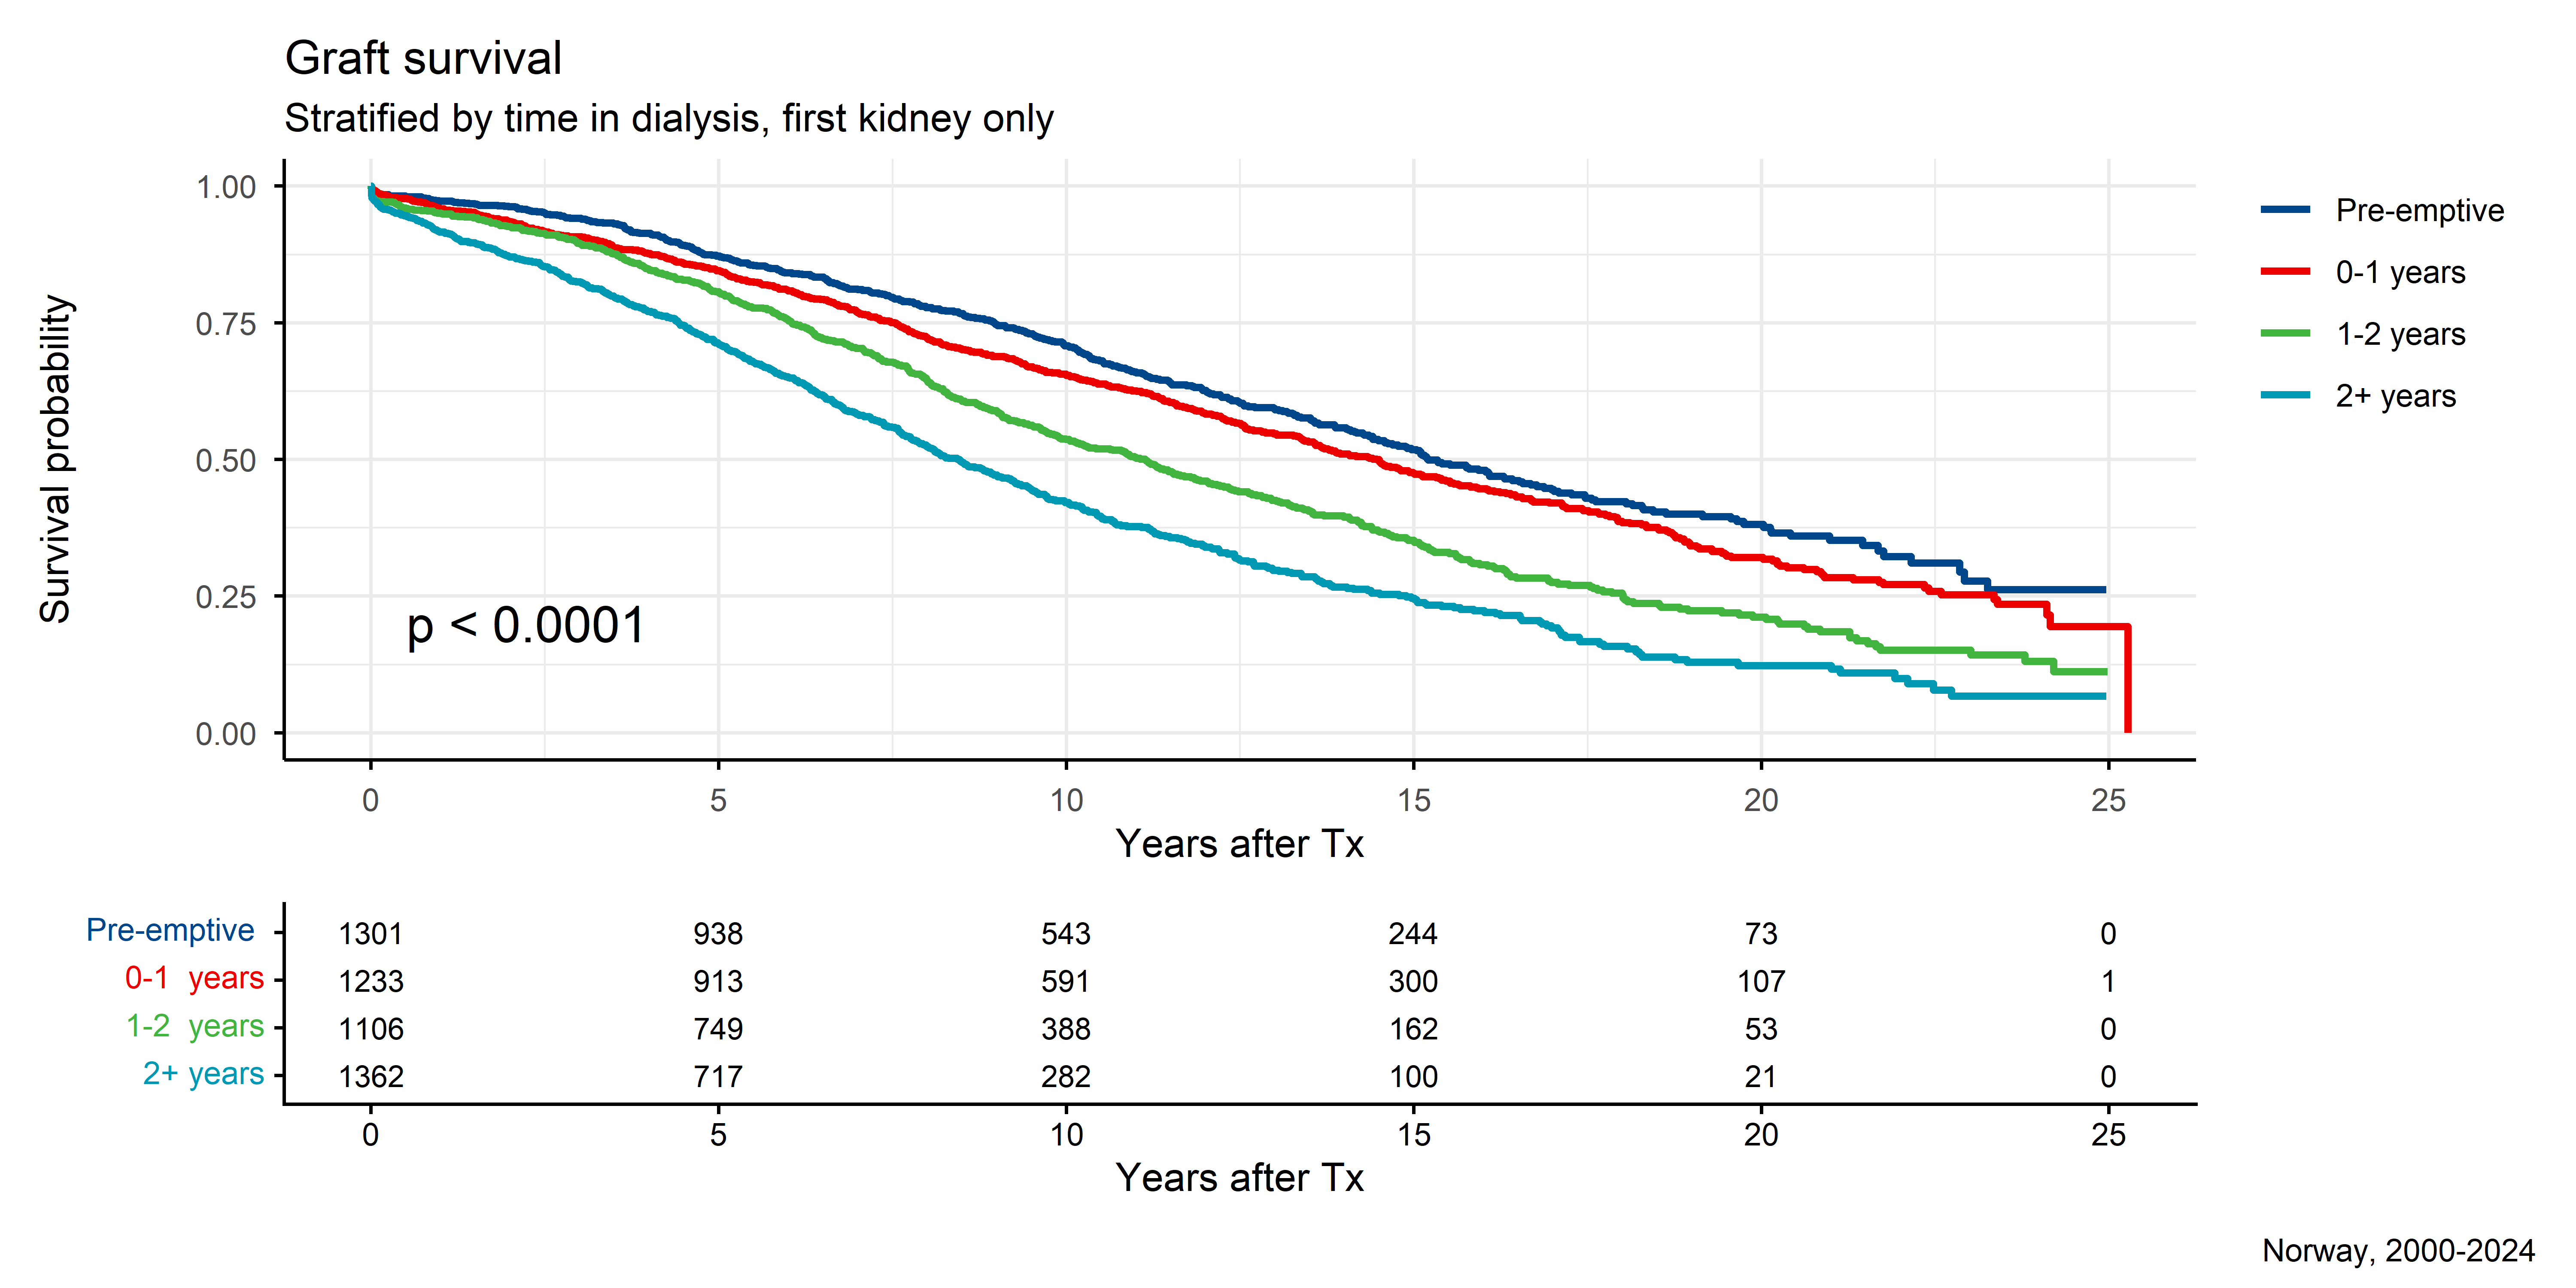 Graft survival
Stratified by time in dialysis, first kidney only
Survival probability
1.00
0.75
0.50
0.25
0.00
p < 0.0001
0 5 10 15 20 25
Years after Tx
Pre-emptive
0-1 years
1-2 years
2+ years
Pre-emptive 1301 938 543 244 73 0
0-1 years 1233 913 591 300 107 1
1-2 years 1106 749 388 162 53 0
2+ years 1362 717 282 100 21 0
0 5 10 15 20 25
Years after Tx
Norway, 2000-2024